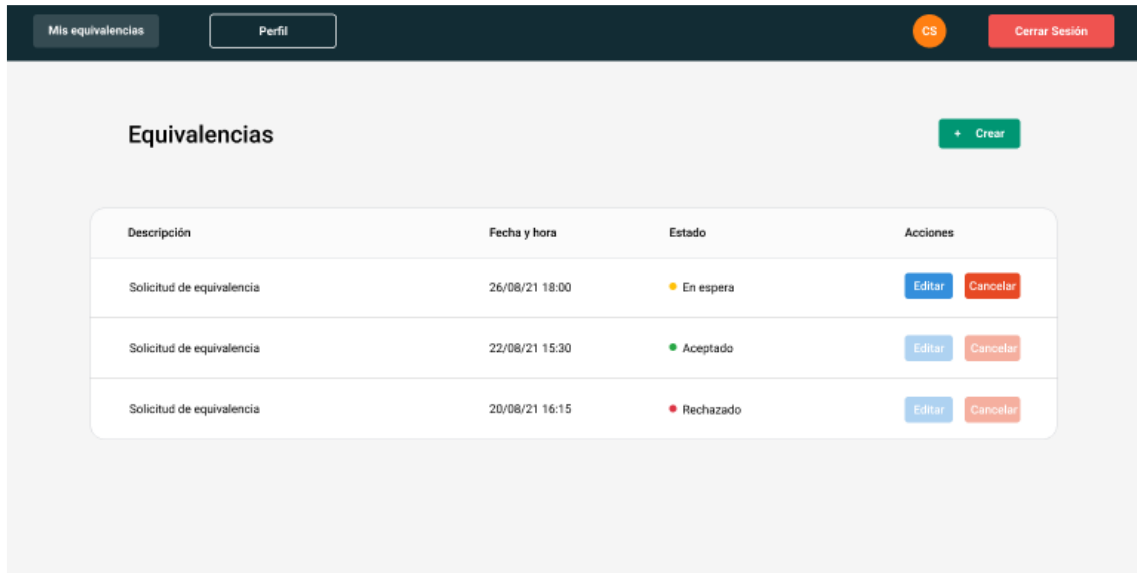 Mis equivalencias Perfil CS Cerrar Sesión
Equivalencias + Crear
Descripción Fecha y hora Estado Acciones
Solicitud de equivalencia 26/08/21 18:00 En espera Editar Cancelar
Solicitud de equivalencia 22/08/21 15:30 Aceptado Editar Cancelar
Solicitud de equivalencia 20/08/21 16:15 Rechazado Editar Cancelar